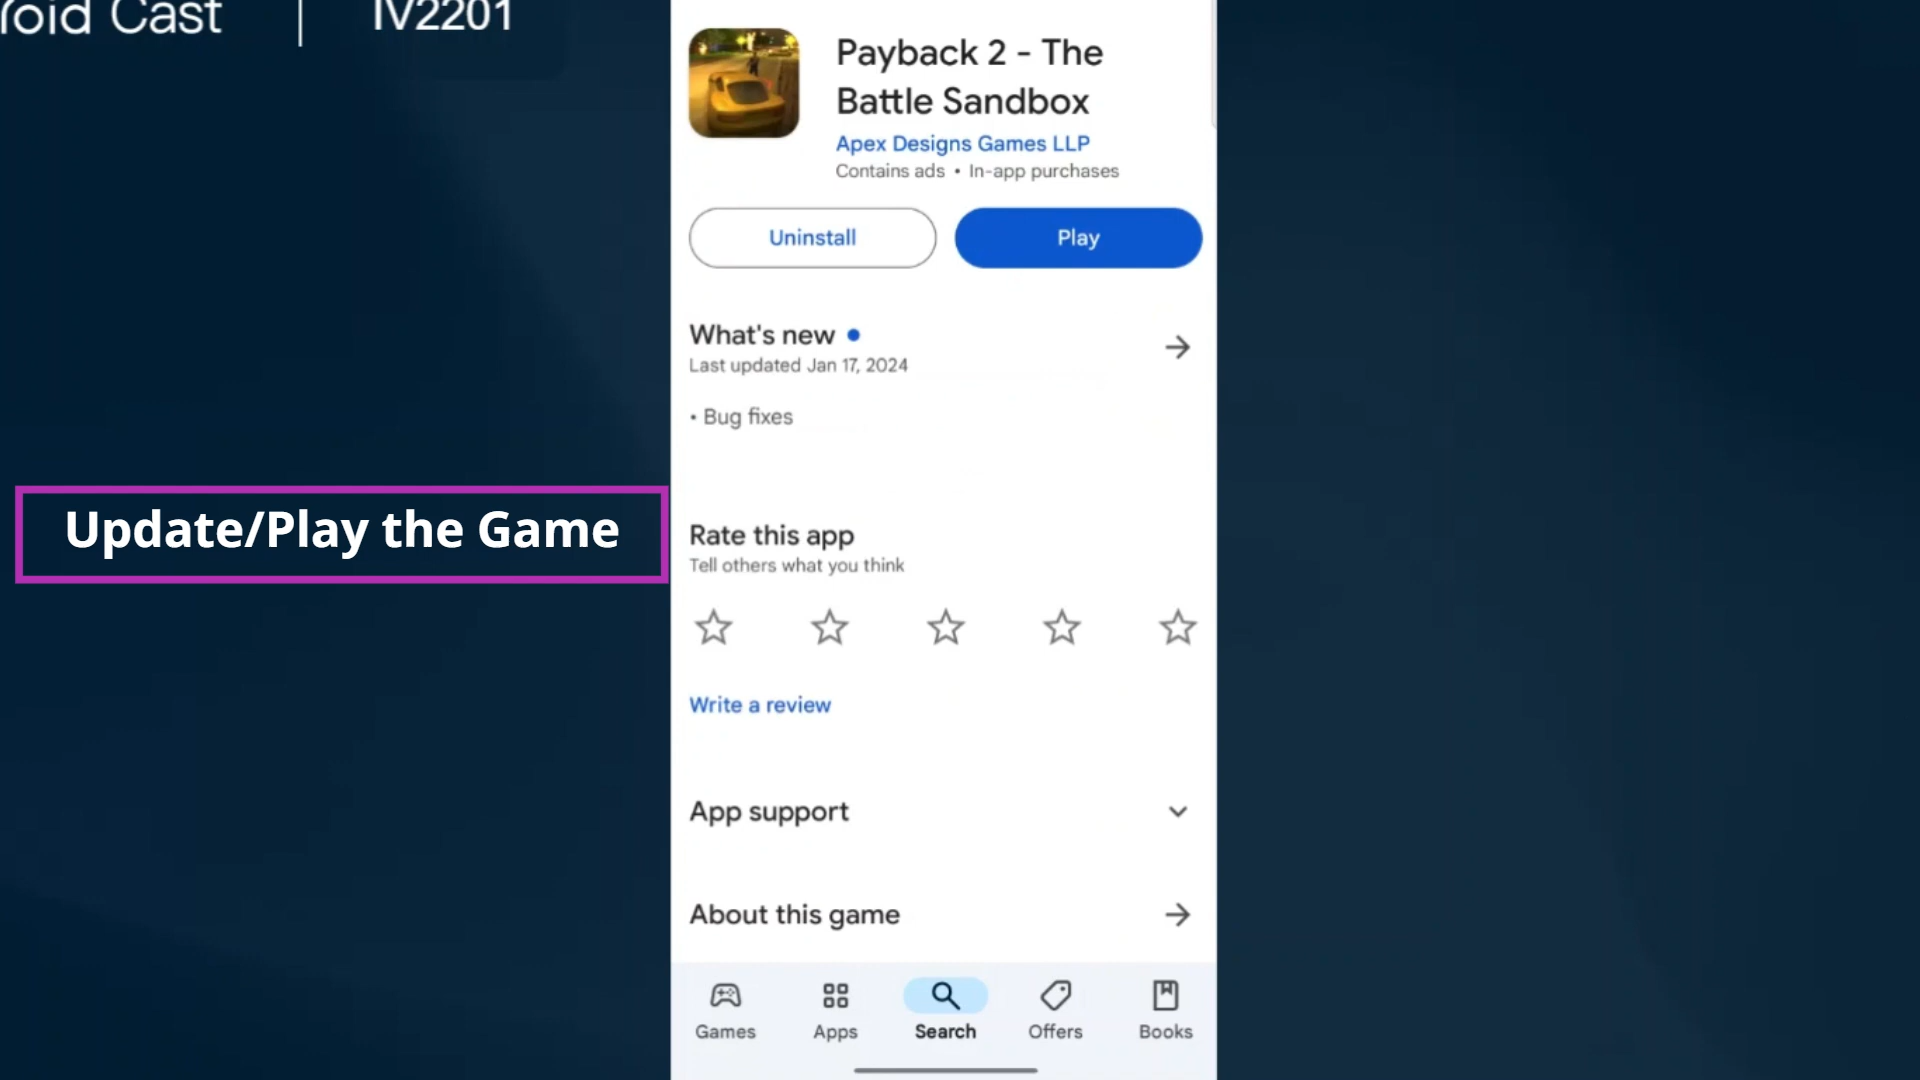 Cast | IV2201
Payback 2 - The
Battle Sandbox
Apex Designs Games LLP
Contains ads • In-app purchases
Uninstall
Play
What's new
Last updated Jan 17, 2024
• Bug fixes
Update/Play the Game
Rate this app
Tell others what you think
Write a review
App support
About this game
Games
Apps
Search
Offers
Books